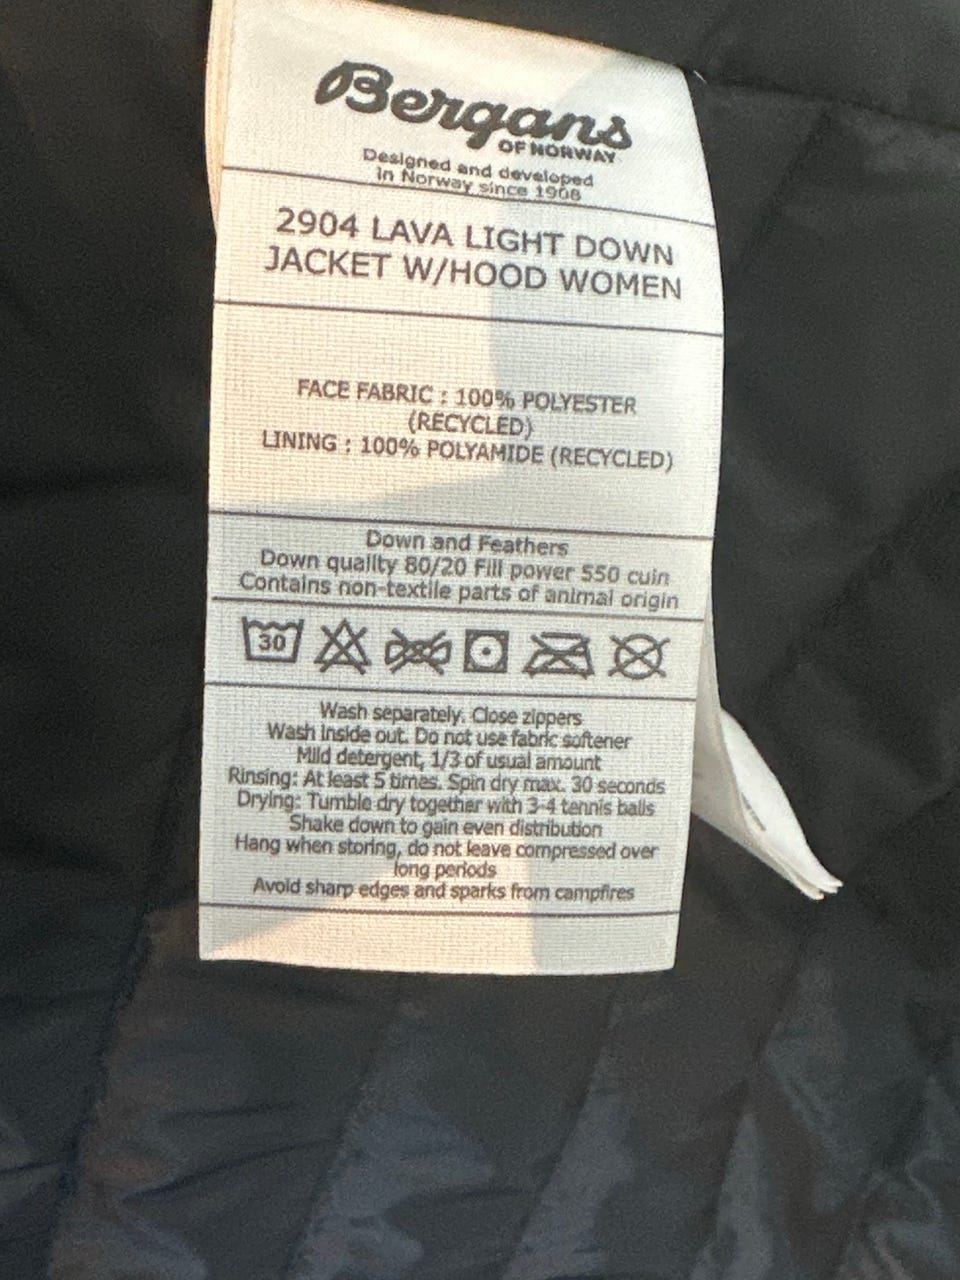 Bergans
OF NORWAY
Designed and developed
in Norway since 1908
2904 LAVA LIGHT DOWN
JACKET W/HOOD WOMEN
FACE FABRIC : 100% POLYESTER
(RECYCLED)
LINING : 100% POLYAMIDE (RECYCLED)
Down and Feathers
Down quality 80/20 Fill power 550 cuin
Contains non-textile parts of animal origin
30
Wash separately. Close zippers
Wash inside out. Do not use fabric softener
Mild detergent, 1/3 of usual amount
Rinsing: At least 5 times. Spin dry max. 30 seconds
Drying: Tumble dry together with 3-4 tennis balls
Shake down to gain even distribution
Hang when storing, do not leave compressed over
long periods
Avoid sharp edges and sparks from campfires